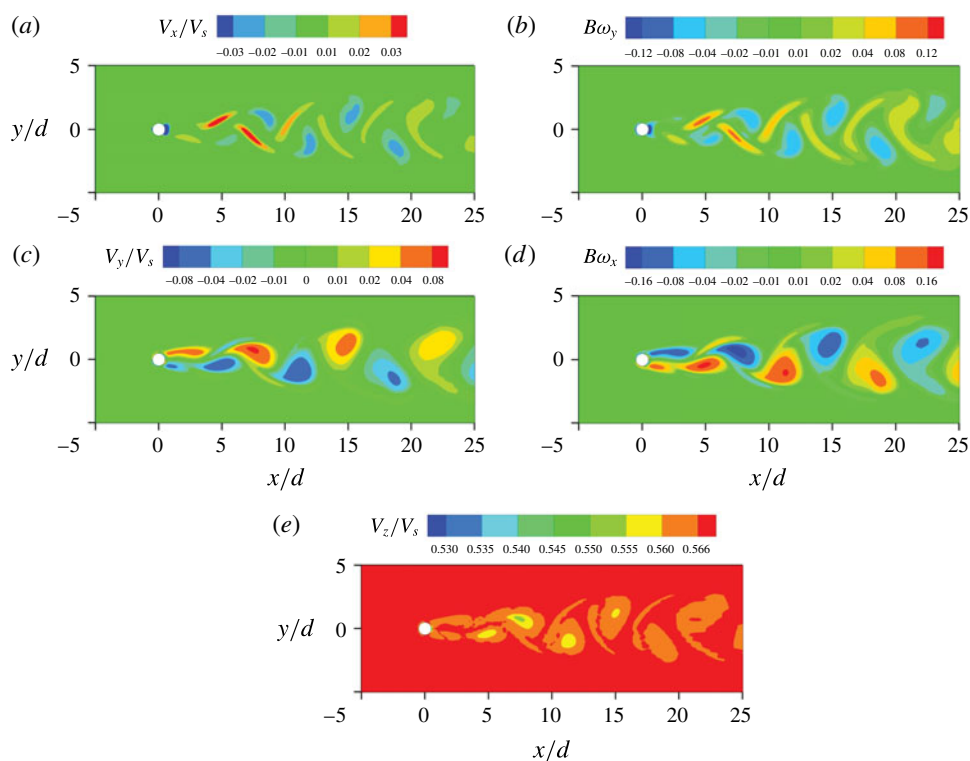 (a) Vx/Vs
−0.03 −0.02 −0.01 0.01 0.02 0.03
(b) Bωy
−0.12 −0.08 −0.04 −0.02 −0.01 0.01 0.02 0.04 0.08 0.12
5
y/d 0
−5 0 5 10 15 20 25
5
0
−5 0 5 10 15 20 25
(c) Vy/Vs
−0.08 −0.04 −0.02 −0.01 0 0.01 0.02 0.04 0.08
(d) Bωx
−0.16 −0.08 −0.04 −0.02 −0.01 0.01 0.02 0.04 0.08 0.16
5
y/d 0
−5 0 5 10 15 20 25
x/d
5
0
−5 0 5 10 15 20 25
x/d
(e) Vz/Vs
0.530 0.535 0.540 0.545 0.550 0.555 0.560 0.566
5
y/d 0
−5 0 5 10 15 20 25
x/d